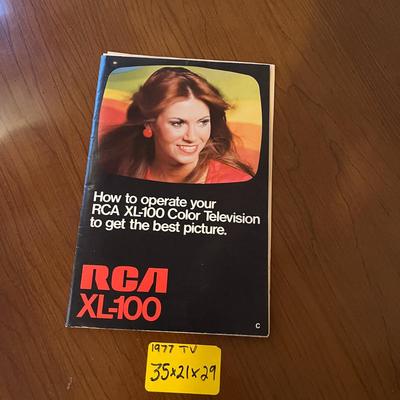 How to operate your
RCA XL-100 Color Television
to get the best picture.
RCA
XL-100
C
1977 TV
35x21x29